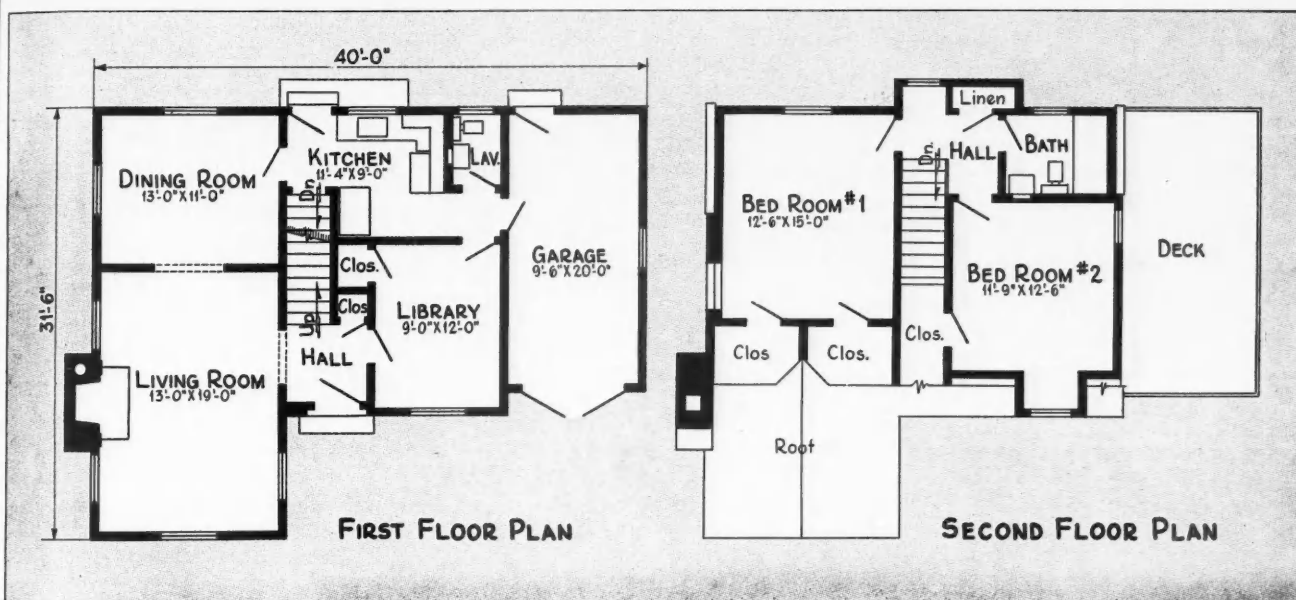 40'-0"
31'-6"
DINING ROOM
13'-0"X11'-0"
KITCHEN
11'-4"X9'-0"
LAV.
Dn
Up
Clos.
Clos
LIBRARY
9'-0"X12'-0"
GARAGE
9'-6"X20'-0"
HALL
LIVING ROOM
13'-0"X19'-0"
FIRST FLOOR PLAN
Linen
Dn.
HALL
BATH
BED ROOM #1
12'-6"X15'-0"
BED ROOM #2
11'-9"X12'-6"
DECK
Clos
Clos.
Clos.
Roof
SECOND FLOOR PLAN